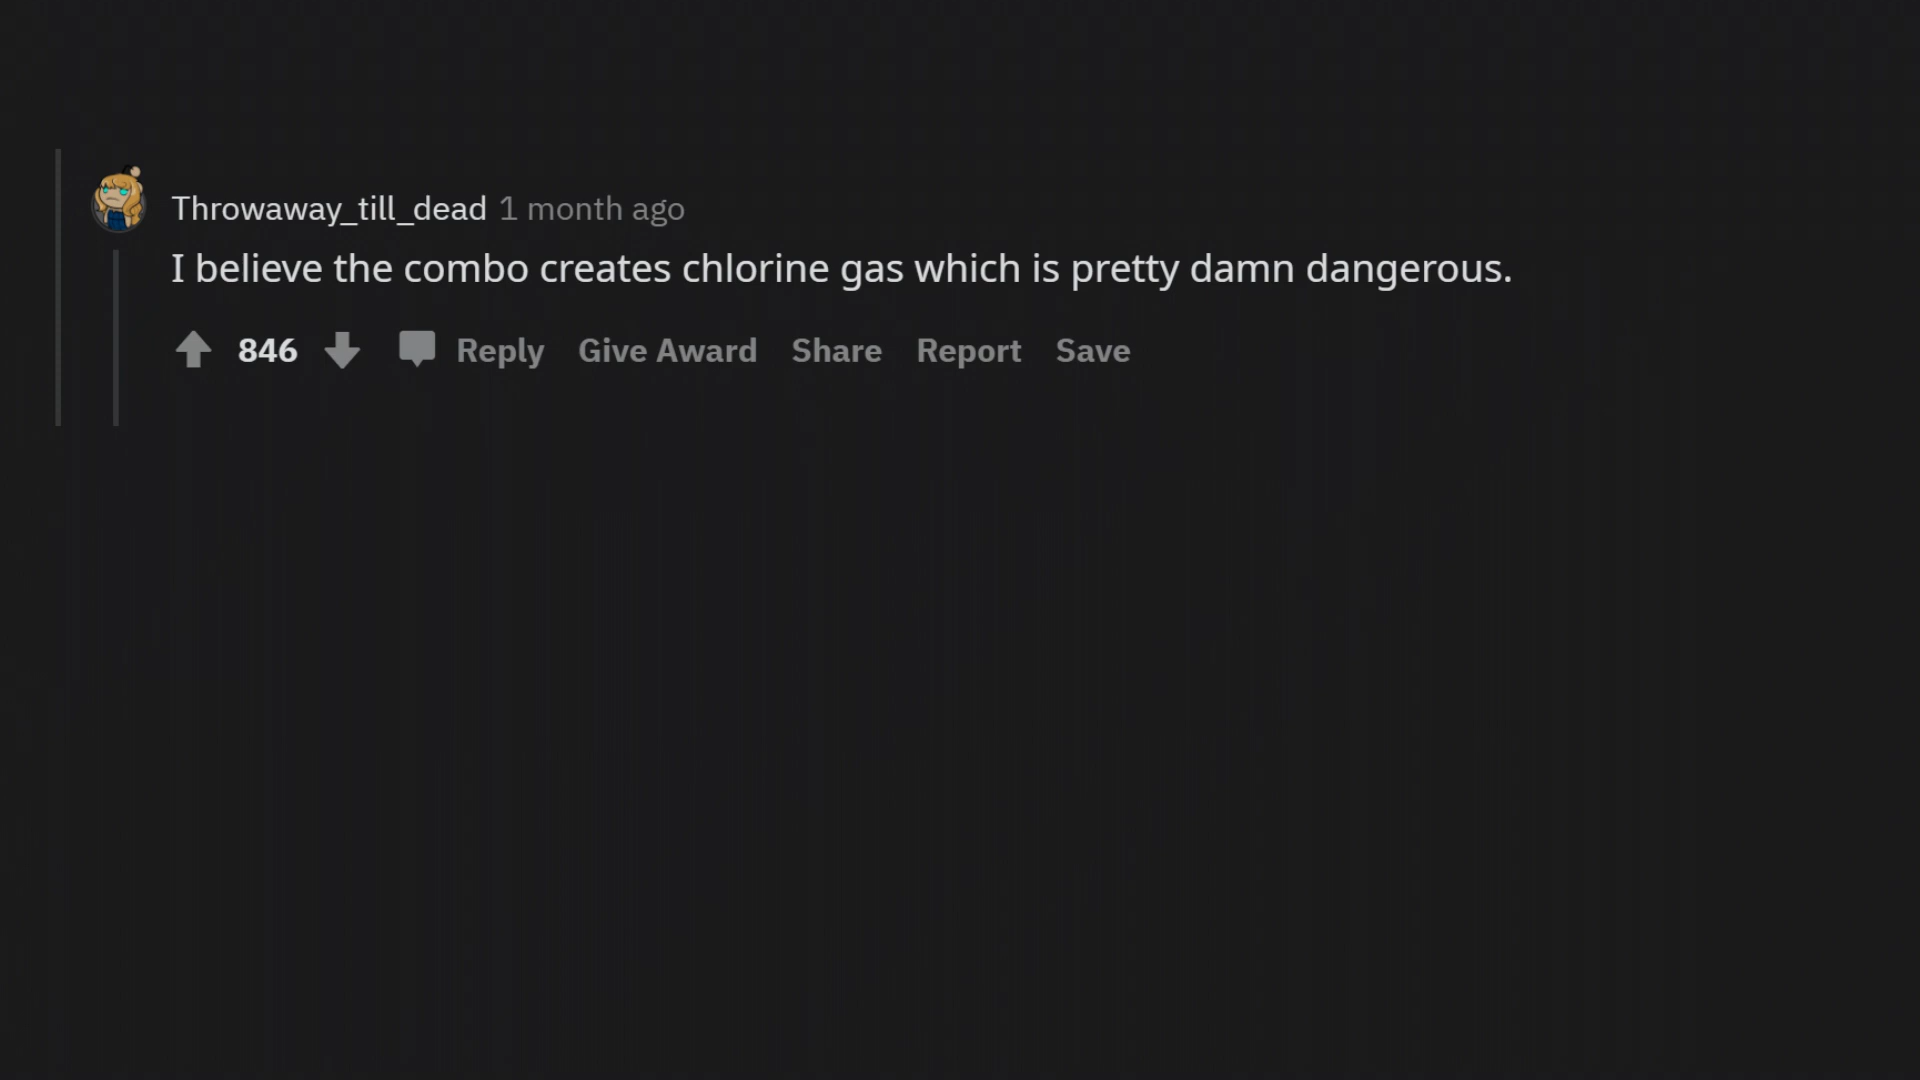 Throwaway_till_dead 1 month ago
I believe the combo creates chlorine gas which is pretty damn dangerous.
846 Reply Give Award Share Report Save